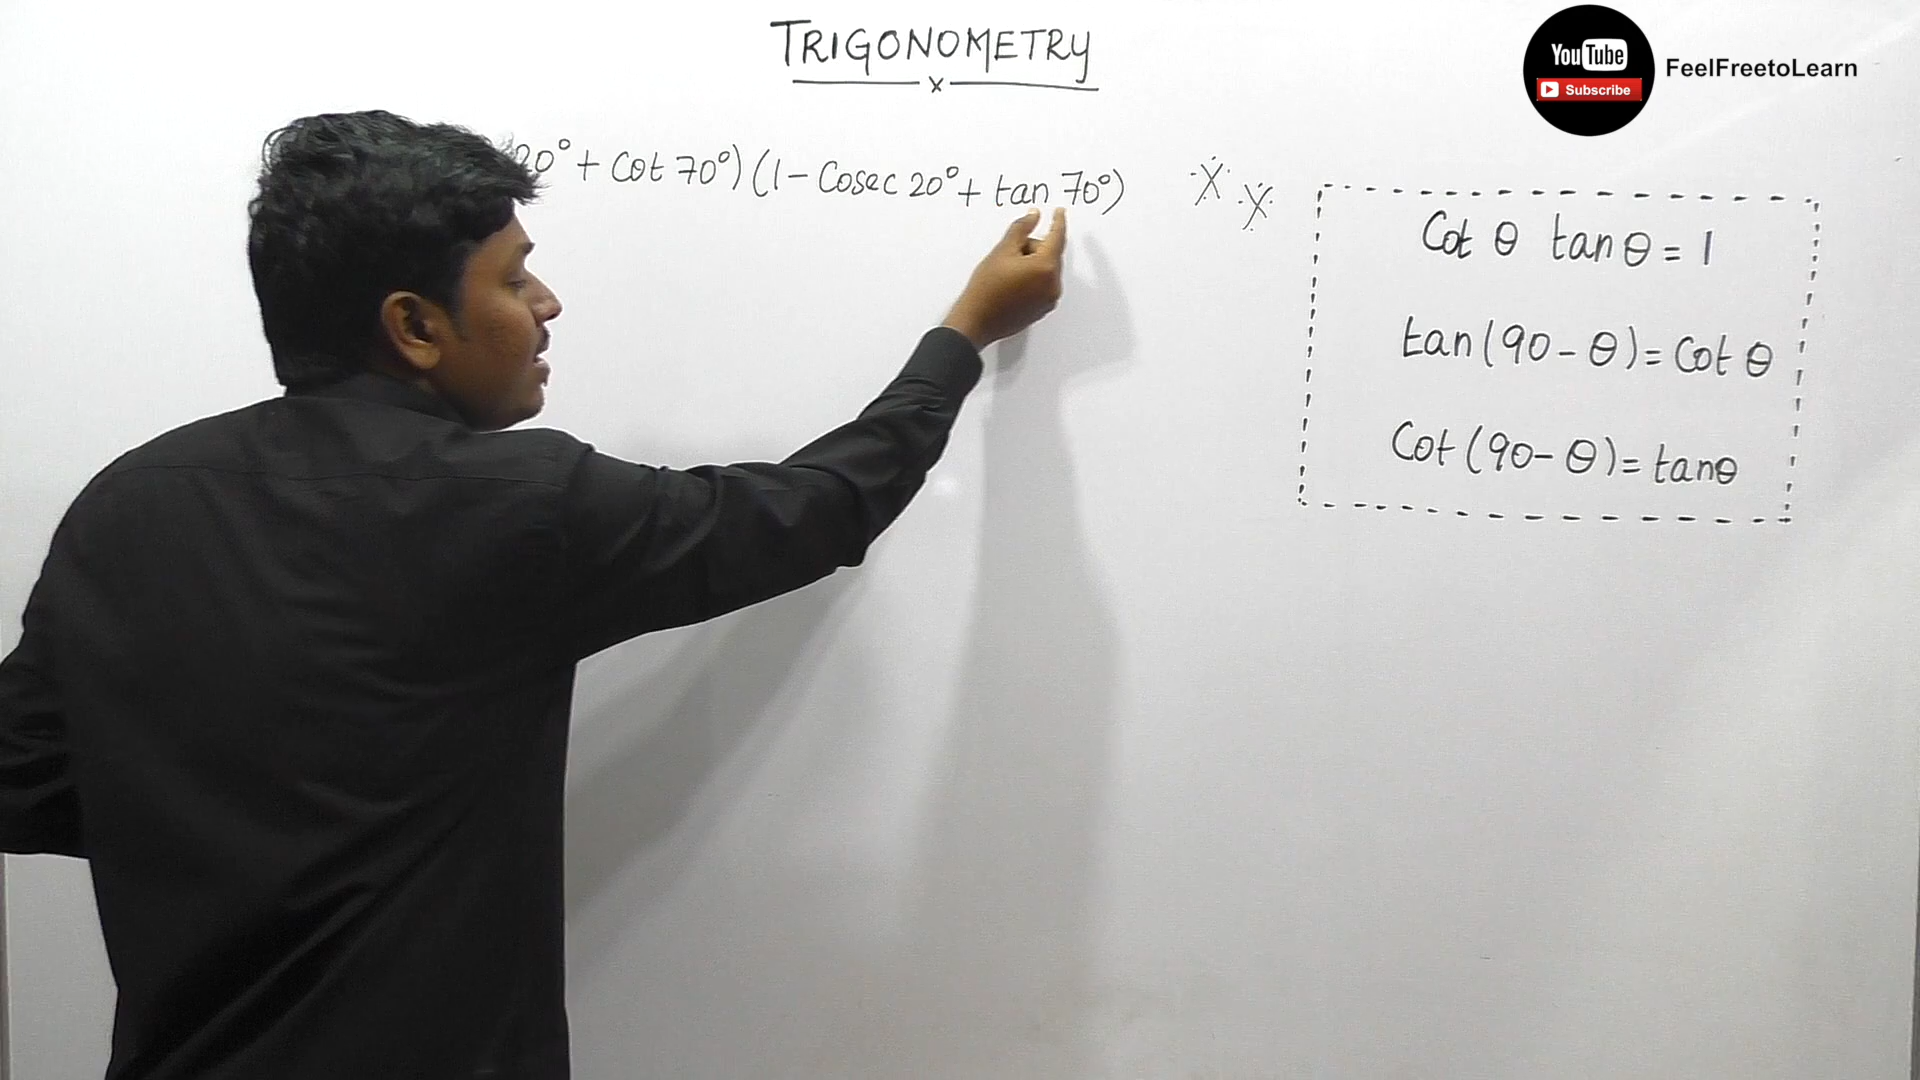 TRIGONOMETRY
x
20° + Cot 70°) (1 - Cosec 20° + tan 70°)
Cot θ tan θ = 1
tan (90 - θ) = Cot θ
Cot (90 - θ) = tan θ
YouTube
Subscribe
FeelFreetoLearn